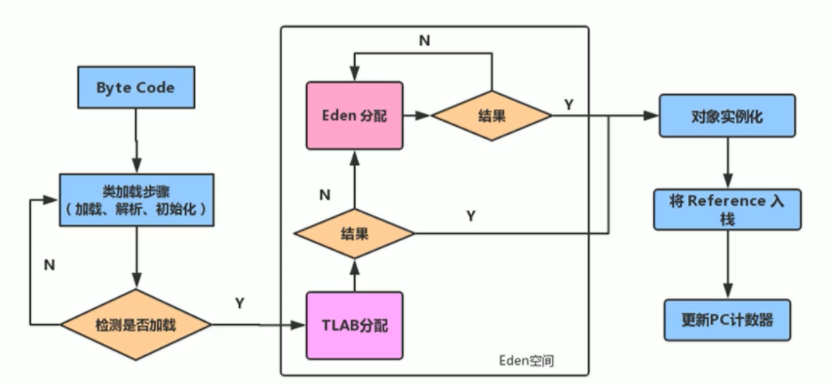 Byte Code
类加载步骤
（加载、解析、初始化）
N
检测是否加载
Y
N
Eden 分配
结果
Y
N
结果
Y
TLAB分配
Eden空间
对象实例化
将 Reference 入
栈
更新PC计数器